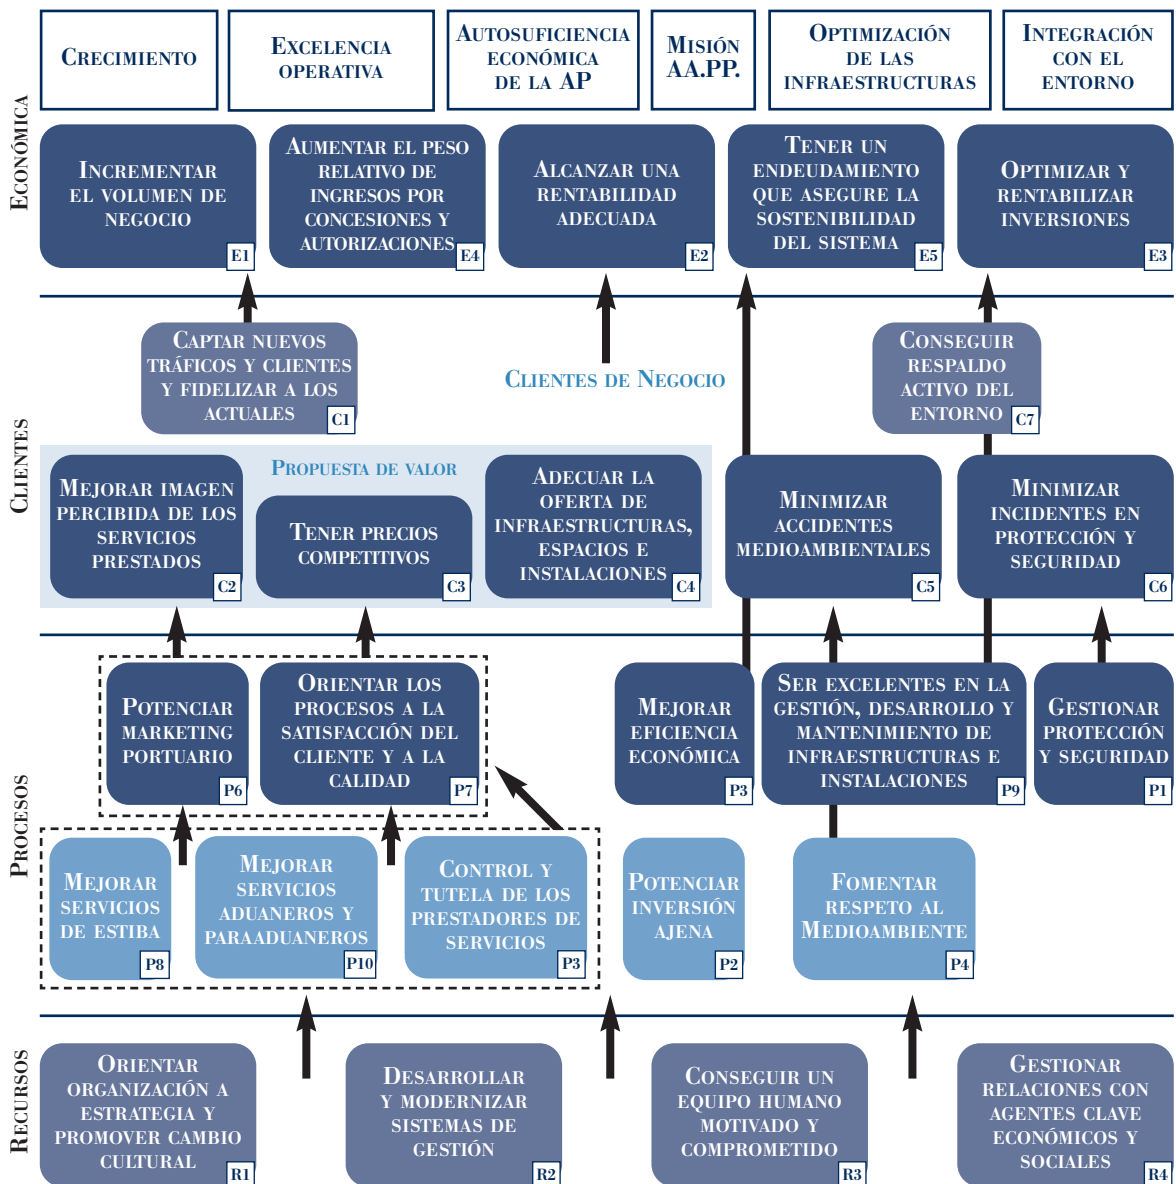 CRECIMIENTO
EXCELENCIA
OPERATIVA
AUTOSUFICIENCIA
ECONÓMICA
DE LA AP
MISIÓN
AA.PP.
OPTIMIZACIÓN
DE LAS
INFRAESTRUCTURAS
INTEGRACIÓN
CON EL
ENTORNO
ECONÓMICA
INCREMENTAR
EL VOLUMEN DE
NEGOCIO
E1
AUMENTAR EL PESO
RELATIVO DE
INGRESOS POR
CONCESIONES Y
AUTORIZACIONES
E4
ALCANZAR UNA
RENTABILIDAD
ADECUADA
E2
TENER UN
ENDEUDAMIENTO
QUE ASEGURE LA
SOSTENIBILIDAD
DEL SISTEMA
E5
OPTIMIZAR Y
RENTABILIZAR
INVERSIONES
E3
CLIENTES
CAPTAR NUEVOS
TRÁFICOS Y CLIENTES
Y FIDELIZAR A LOS
ACTUALES
C1
CLIENTES DE NEGOCIO
CONSEGUIR
RESPALDO
ACTIVO DEL
ENTORNO
C7
PROPUESTA DE VALOR
MEJORAR IMAGEN
PERCIBIDA DE LOS
SERVICIOS
PRESTADOS
C2
TENER PRECIOS
COMPETITIVOS
C3
ADECUAR LA
OFERTA DE
INFRAESTRUCTURAS,
ESPACIOS E
INSTALACIONES
C4
MINIMIZAR
ACCIDENTES
MEDIOAMBIENTALES
C5
MINIMIZAR
INCIDENTES EN
PROTECCIÓN Y
SEGURIDAD
C6
PROCESOS
POTENCIAR
MARKETING
PORTUARIO
P6
ORIENTAR LOS
PROCESOS A LA
SATISFACCIÓN DEL
CLIENTE Y A LA
CALIDAD
P7
MEJORAR
EFICIENCIA
ECONÓMICA
P3
SER EXCELENTES EN LA
GESTIÓN, DESARROLLO Y
MANTENIMIENTO DE
INFRAESTRUCTURAS E
INSTALACIONES
P9
GESTIONAR
PROTECCIÓN
Y SEGURIDAD
P1
MEJORAR
SERVICIOS
DE ESTIBA
P8
MEJORAR
SERVICIOS
ADUANEROS Y
PARAADUANEROS
P10
CONTROL Y
TUTELA DE LOS
PRESTADORES DE
SERVICIOS
P3
POTENCIAR
INVERSIÓN
AJENA
P2
FOMENTAR
RESPETO AL
MEDIOAMBIENTE
P4
RECURSOS
ORIENTAR
ORGANIZACIÓN A
ESTRATEGIA Y
PROMOVER CAMBIO
CULTURAL
R1
DESARROLLAR
Y MODERNIZAR
SISTEMAS DE
GESTIÓN
R2
CONSEGUIR UN
EQUIPO HUMANO
MOTIVADO Y
COMPROMETIDO
R3
GESTIONAR
RELACIONES CON
AGENTES CLAVE
ECONÓMICOS Y
SOCIALES
R4